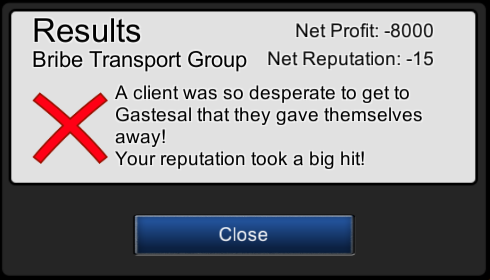 Results
Net Profit: -8000
Bribe Transport Group
Net Reputation: -15
A client was so desperate to get to
Gastesal that they gave themselves
away!
Your reputation took a big hit!
Close